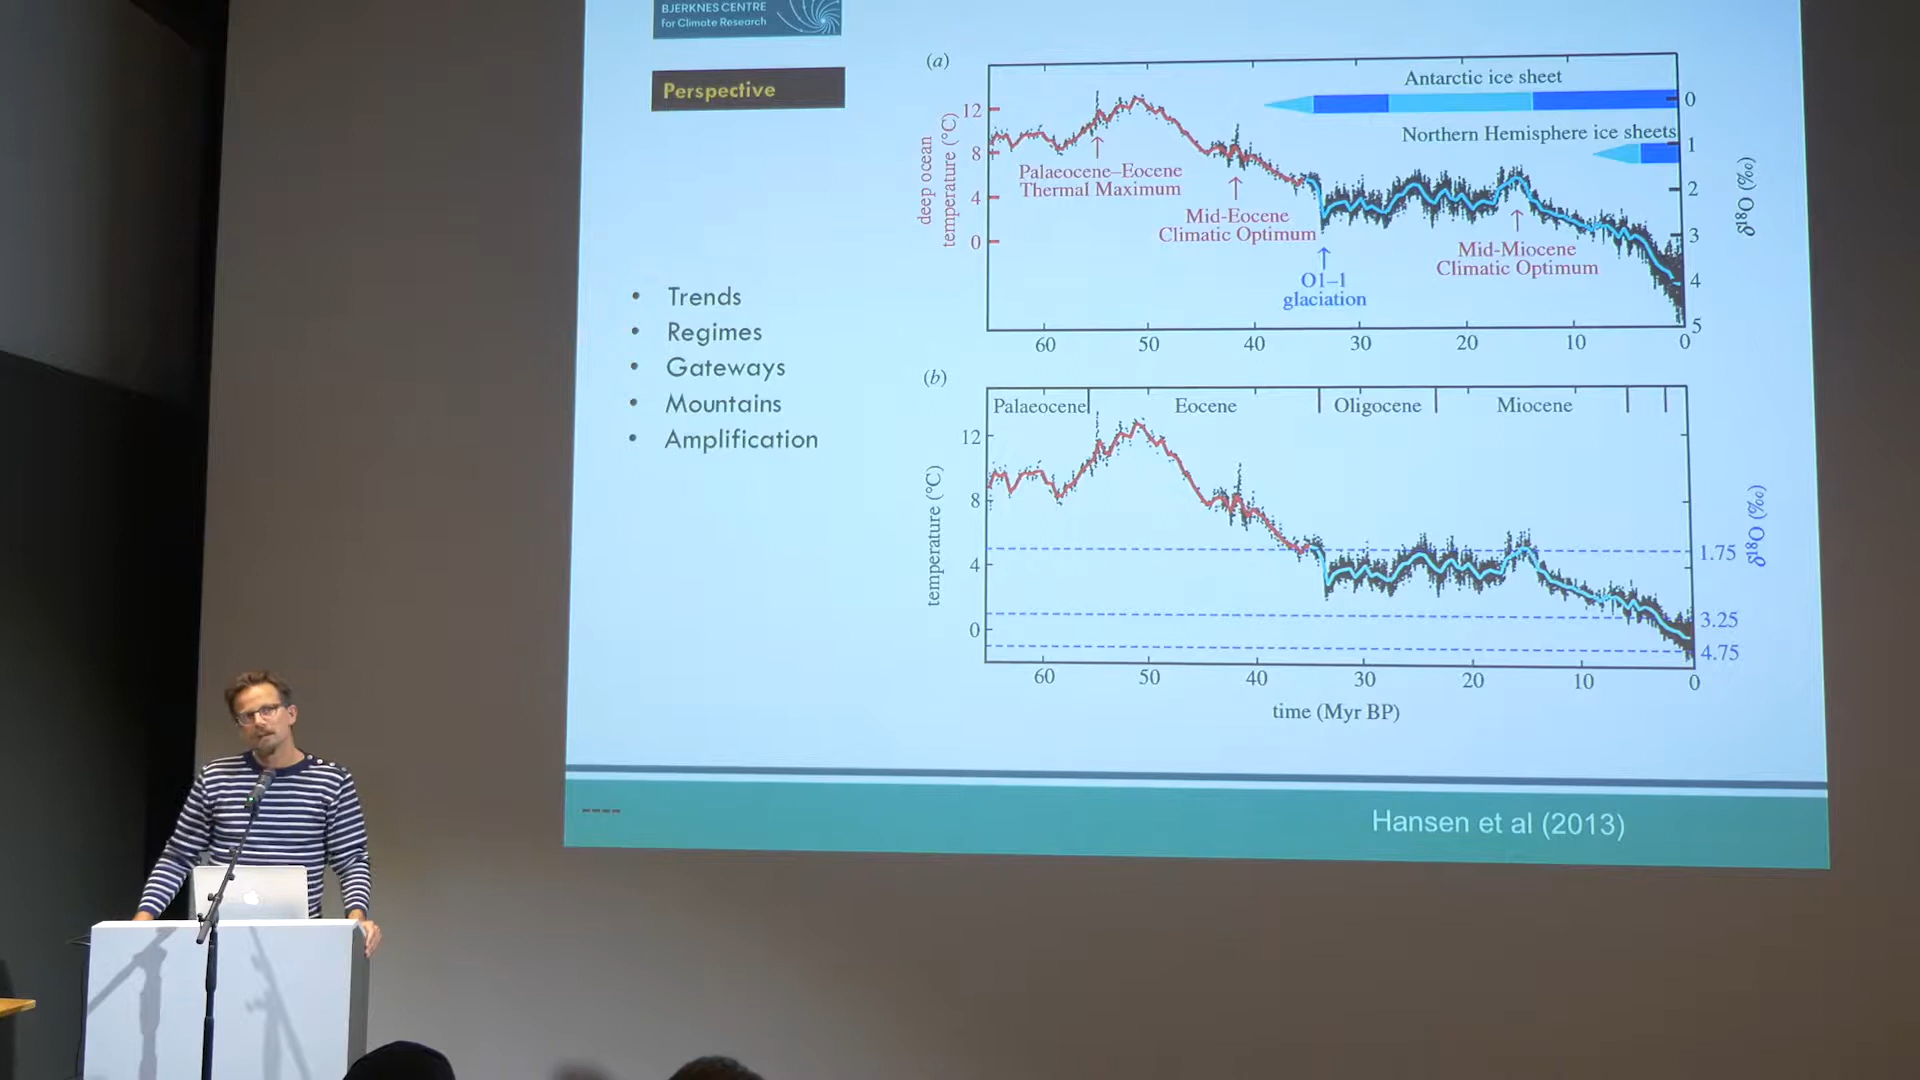 BJERKNES CENTRE
for Climate Research
Perspective
• Trends
• Regimes
• Gateways
• Mountains
• Amplification
(a)
deep ocean
temperature (°C)
12
8
4
0
Antarctic ice sheet
Northern Hemisphere ice sheets
Palaeocene–Eocene
Thermal Maximum
Mid-Eocene
Climatic Optimum
O1–1
glaciation
Mid-Miocene
Climatic Optimum
0
1
2
3
4
5
δ¹⁸O (‰)
60 50 40 30 20 10 0
(b)
Palaeocene Eocene Oligocene Miocene
temperature (°C)
12
8
4
0
1.75
3.25
4.75
δ¹⁸O (‰)
60 50 40 30 20 10 0
time (Myr BP)
Hansen et al (2013)